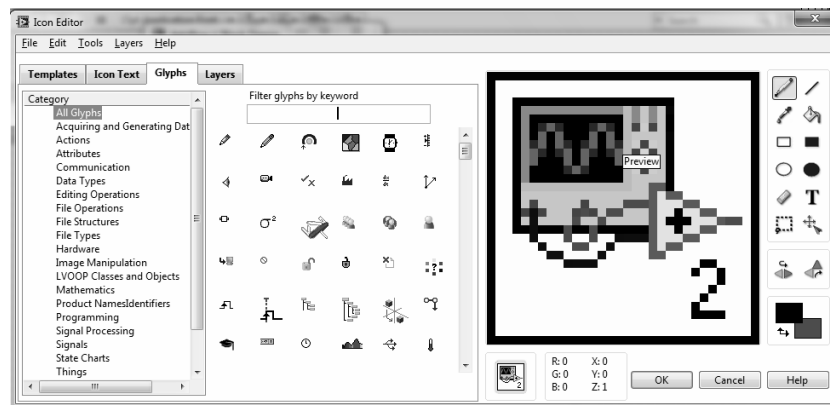 Icon Editor
File Edit Tools Layers Help
Templates Icon Text Glyphs Layers
Category
All Glyphs
Acquiring and Generating Dat
Actions
Attributes
Communication
Data Types
Editing Operations
File Operations
File Structures
File Types
Hardware
Image Manipulation
LVOOP Classes and Objects
Mathematics
Product NamesIdentifiers
Programming
Signal Processing
Signals
State Charts
Things
Filter glyphs by keyword
Preview
2
T
R: 0 X: 0
G: 0 Y: 0
B: 0 Z: 1
OK Cancel Help